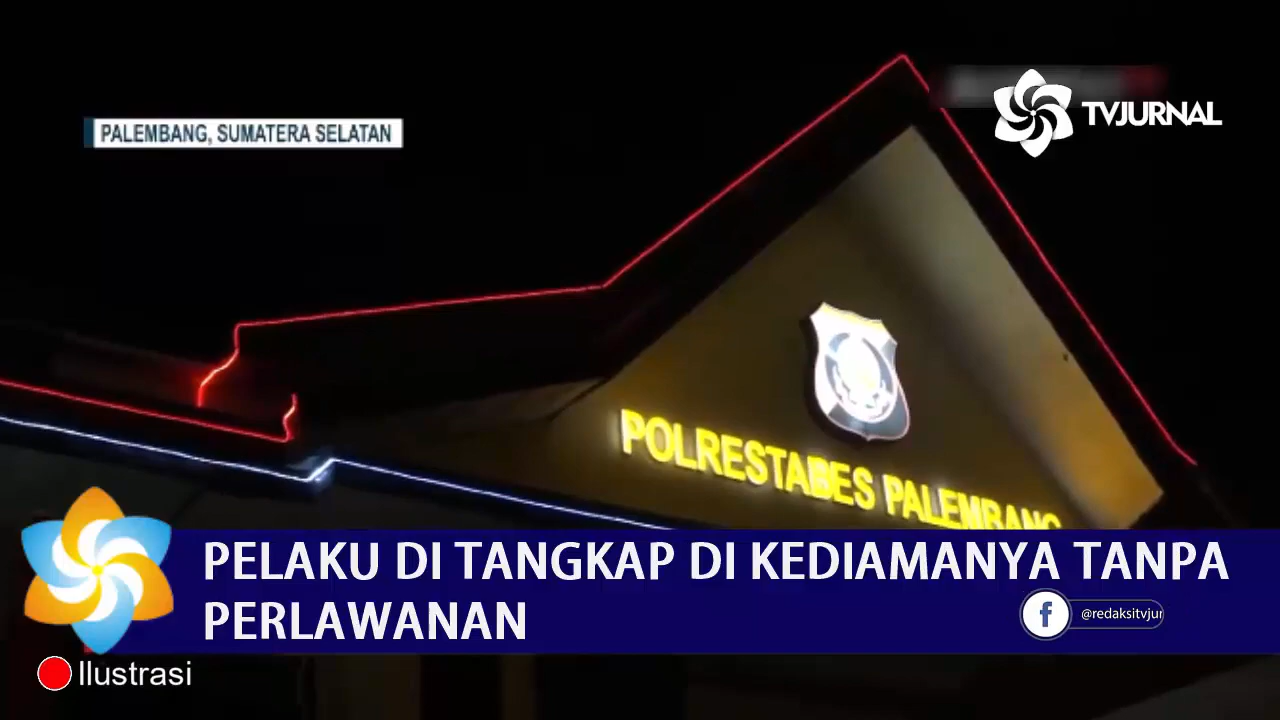 PALEMBANG, SUMATERA SELATAN
TVJURNAL
POLRESTABES PALEMBANG
PELAKU DI TANGKAP DI KEDIAMANYA TANPA
PERLAWANAN
f @redaksitvjur
Ilustrasi